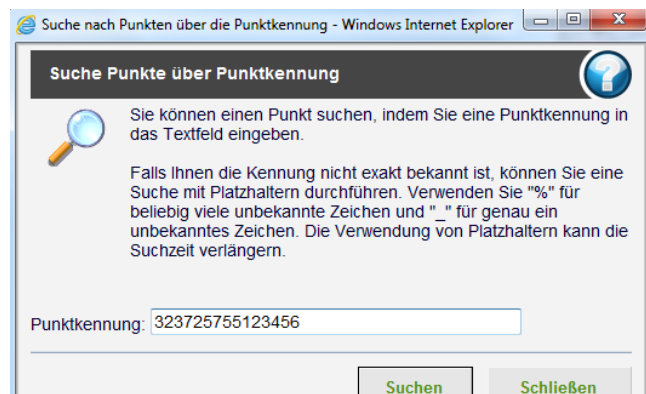 Suche nach Punkten über die Punktkennung - Windows Internet Explorer
Suche Punkte über Punktkennung
Sie können einen Punkt suchen, indem Sie eine Punktkennung in
das Textfeld eingeben.
Falls Ihnen die Kennung nicht exakt bekannt ist, können Sie eine
Suche mit Platzhaltern durchführen. Verwenden Sie "%" für
beliebig viele unbekannte Zeichen und "_" für genau ein
unbekanntes Zeichen. Die Verwendung von Platzhaltern kann die
Suchzeit verlängern.
Punktkennung: 323725755123456
Suchen Schließen